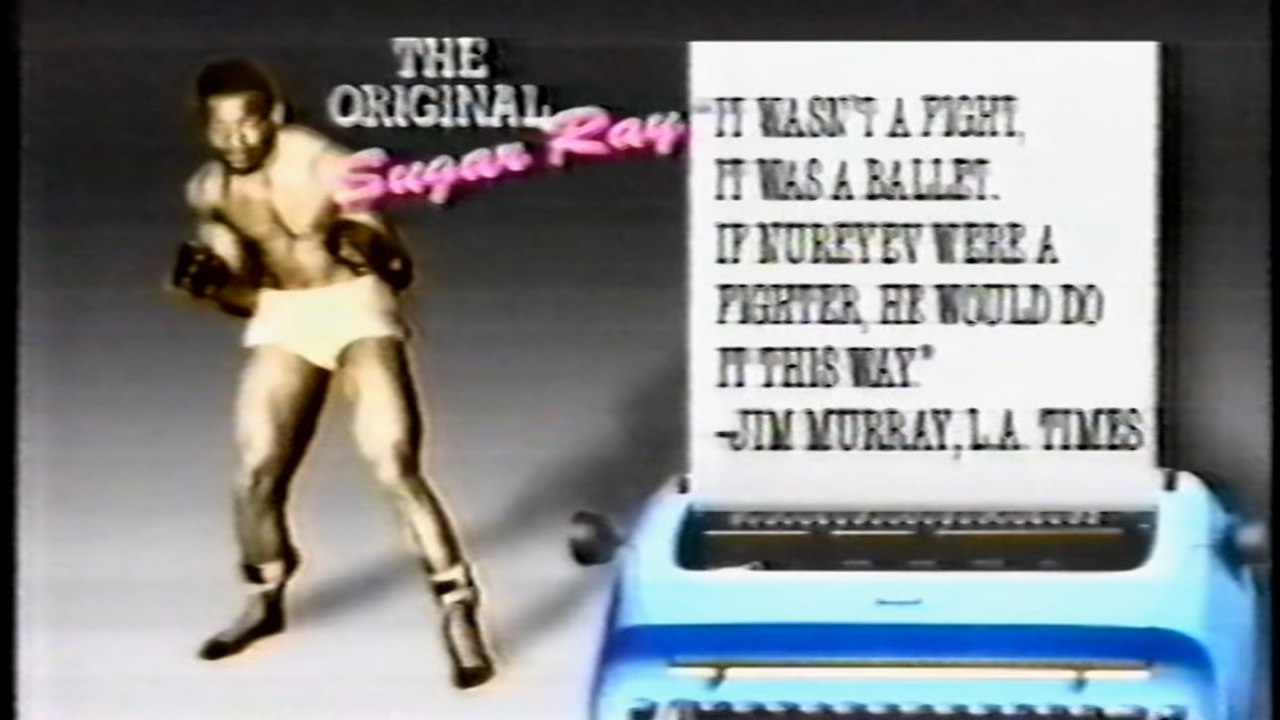 THE
ORIGINAL
Sugar Ray
"IT WASN'T A FIGHT,
IT WAS A BALLET.
IF NUREYEV WERE A
FIGHTER, HE WOULD DO
IT THIS WAY."
-JIM MURRAY, L.A. TIMES